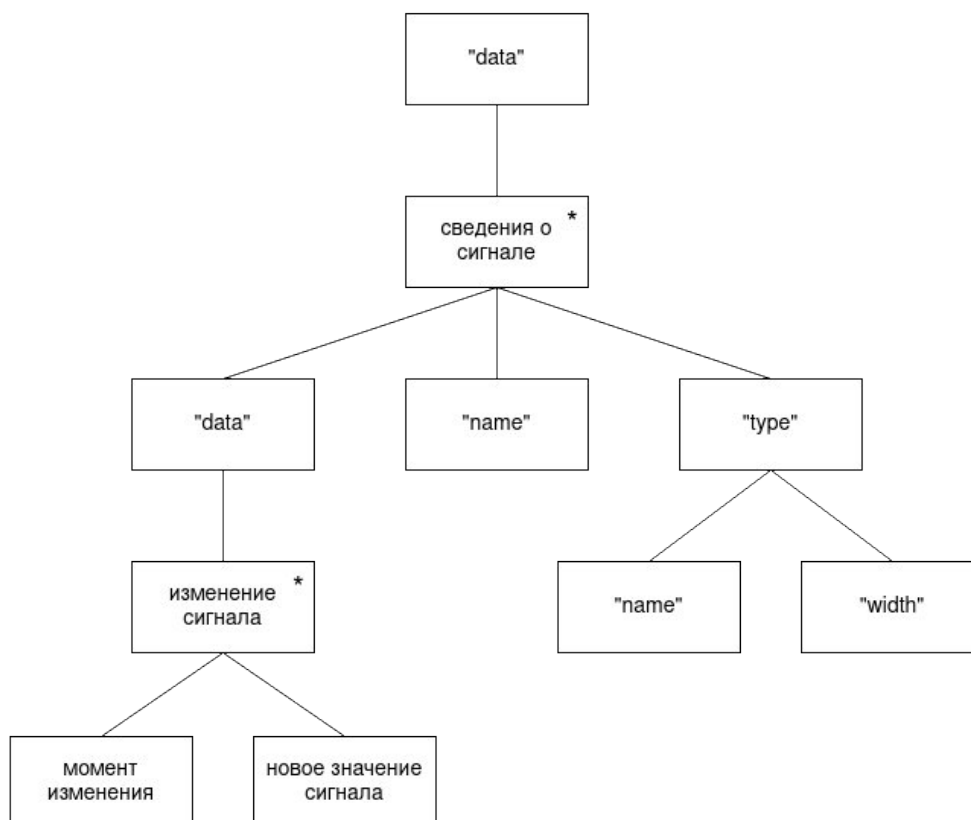 "data"
*
сведения о
сигнале
"data"
"name"
"type"
*
изменение
сигнала
"name"
"width"
момент
изменения
новое значение
сигнала